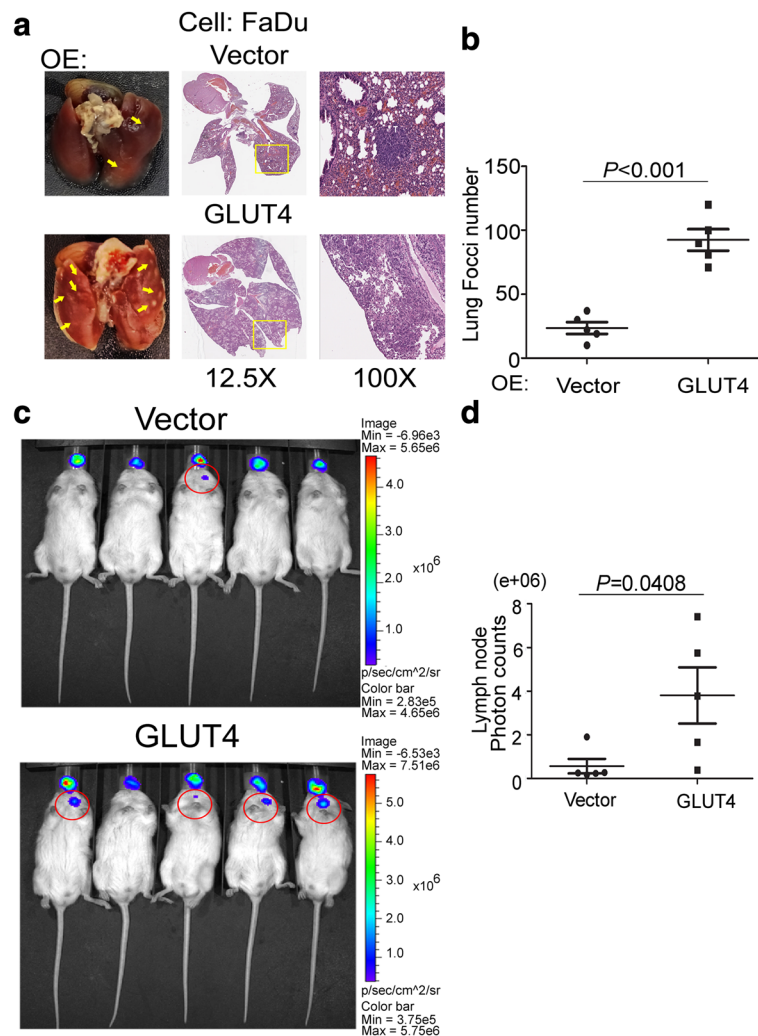 a
Cell: FaDu
OE:
Vector
GLUT4
12.5X
100X
b
P<0.001
Lung Focci number
150
100
50
0
OE:
Vector
GLUT4
c
Vector
Image
Min = -6.96e3
Max = 5.65e6
4.0
3.0
x10^6
2.0
1.0
p/sec/cm^2/sr
Color bar
Min = 2.83e5
Max = 4.65e6
GLUT4
Image
Min = -6.53e3
Max = 7.51e6
5.0
4.0
x10^6
3.0
2.0
1.0
p/sec/cm^2/sr
Color bar
Min = 3.75e5
Max = 5.75e6
d
(e+06)
P=0.0408
Lymph node
Photon counts
8
6
4
2
0
Vector
GLUT4